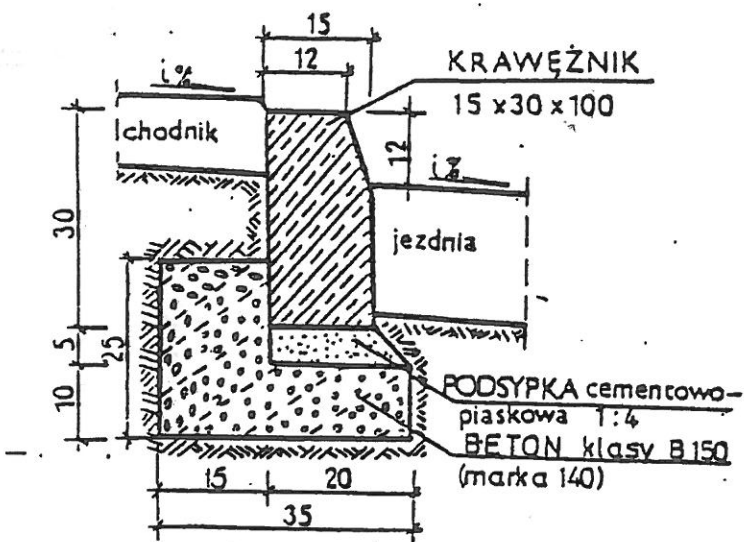 15
12
KRAWĘŻNIK
15 x 30 x 100
i%
chodnik
12
i%
30
jezdnia
25
5
10
PODSYPKA cementowo-
piaskowa 1:4
BETON klasy B150
(marka 140)
15
20
35